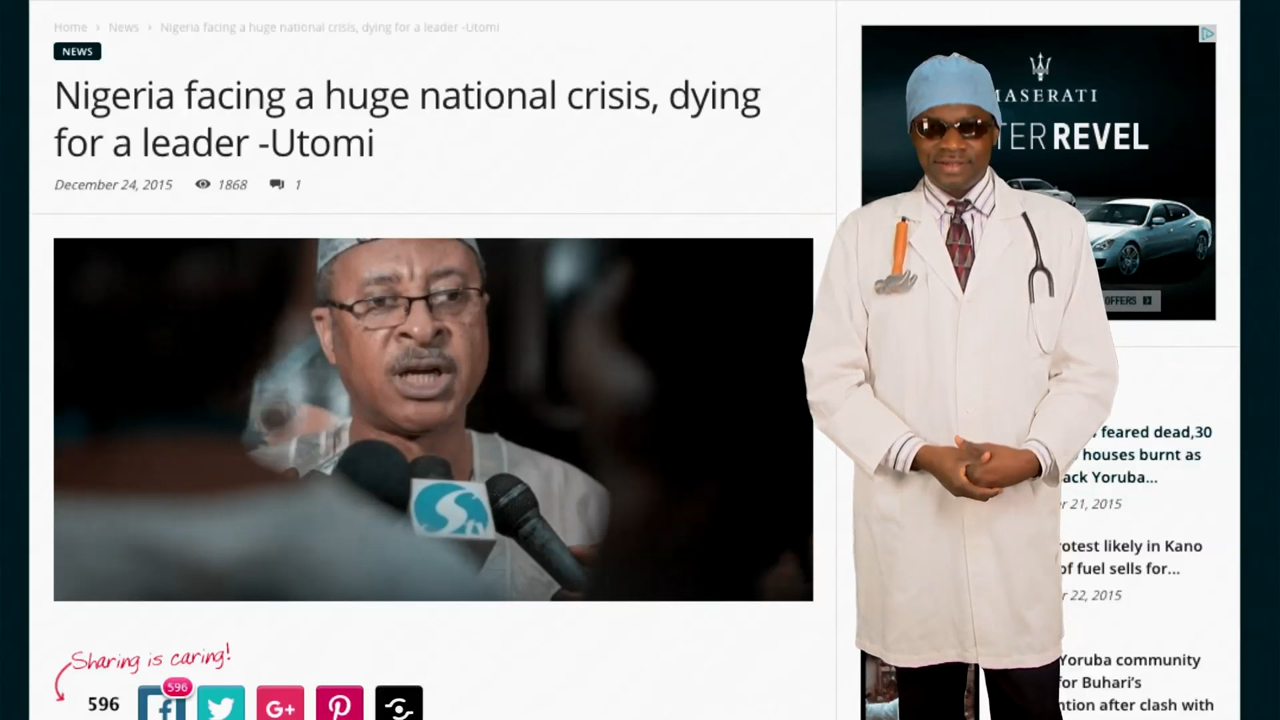 Home › News › Nigeria facing a huge national crisis, dying for a leader -Utomi
NEWS
Nigeria facing a huge national crisis, dying
for a leader -Utomi
December 24, 2015 1868 1
MASERATI
REVEL
OFFERS
feared dead,30
houses burnt as
Yoruba...
21, 2015
likely in Kano
of fuel sells for...
22, 2015
Yoruba community
for Buhari's
after clash with
Sharing is caring!
596
596
G+